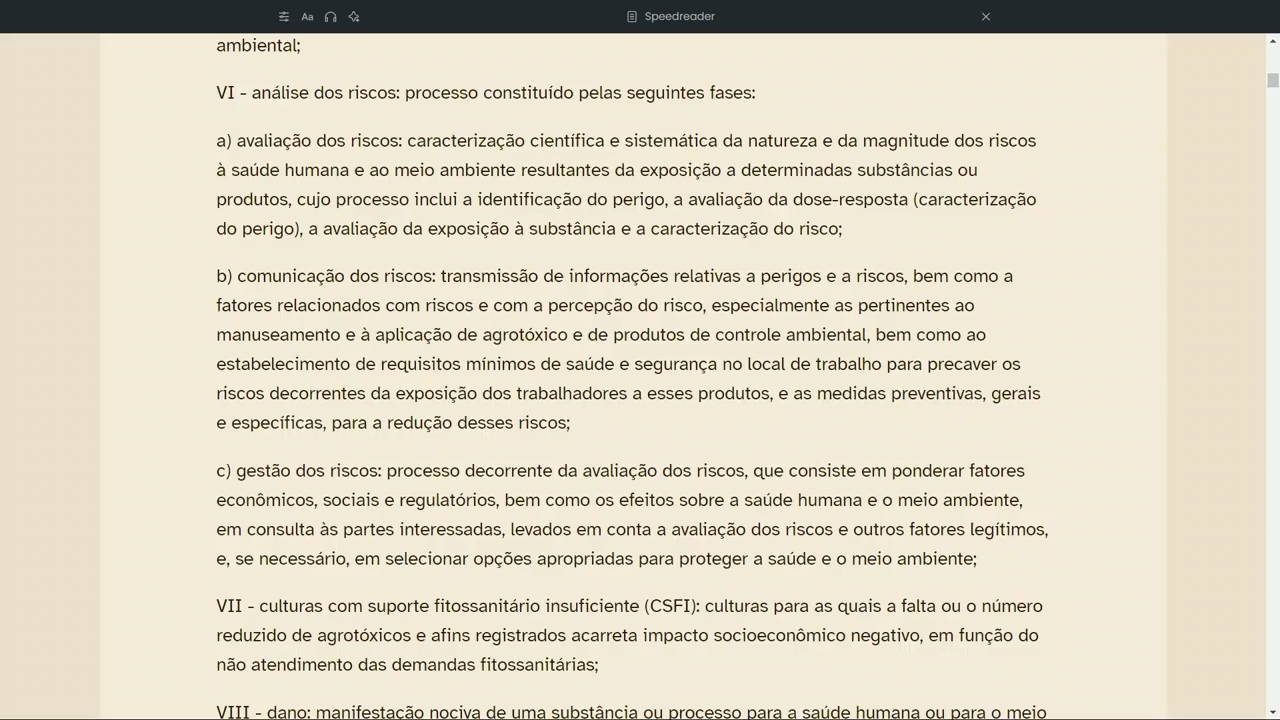 Aa
Speedreader
ambiental;
VI - análise dos riscos: processo constituído pelas seguintes fases:
a) avaliação dos riscos: caracterização científica e sistemática da natureza e da magnitude dos riscos
à saúde humana e ao meio ambiente resultantes da exposição a determinadas substâncias ou
produtos, cujo processo inclui a identificação do perigo, a avaliação da dose-resposta (caracterização
do perigo), a avaliação da exposição à substância e a caracterização do risco;
b) comunicação dos riscos: transmissão de informações relativas a perigos e a riscos, bem como a
fatores relacionados com riscos e com a percepção do risco, especialmente as pertinentes ao
manuseamento e à aplicação de agrotóxico e de produtos de controle ambiental, bem como ao
estabelecimento de requisitos mínimos de saúde e segurança no local de trabalho para precaver os
riscos decorrentes da exposição dos trabalhadores a esses produtos, e as medidas preventivas, gerais
e específicas, para a redução desses riscos;
c) gestão dos riscos: processo decorrente da avaliação dos riscos, que consiste em ponderar fatores
econômicos, sociais e regulatórios, bem como os efeitos sobre a saúde humana e o meio ambiente,
em consulta às partes interessadas, levados em conta a avaliação dos riscos e outros fatores legítimos,
e, se necessário, em selecionar opções apropriadas para proteger a saúde e o meio ambiente;
VII - culturas com suporte fitossanitário insuficiente (CSFI): culturas para as quais a falta ou o número
reduzido de agrotóxicos e afins registrados acarreta impacto socioeconômico negativo, em função do
não atendimento das demandas fitossanitárias;
VIII - dano: manifestação nociva de uma substância ou processo para a saúde humana ou para o meio